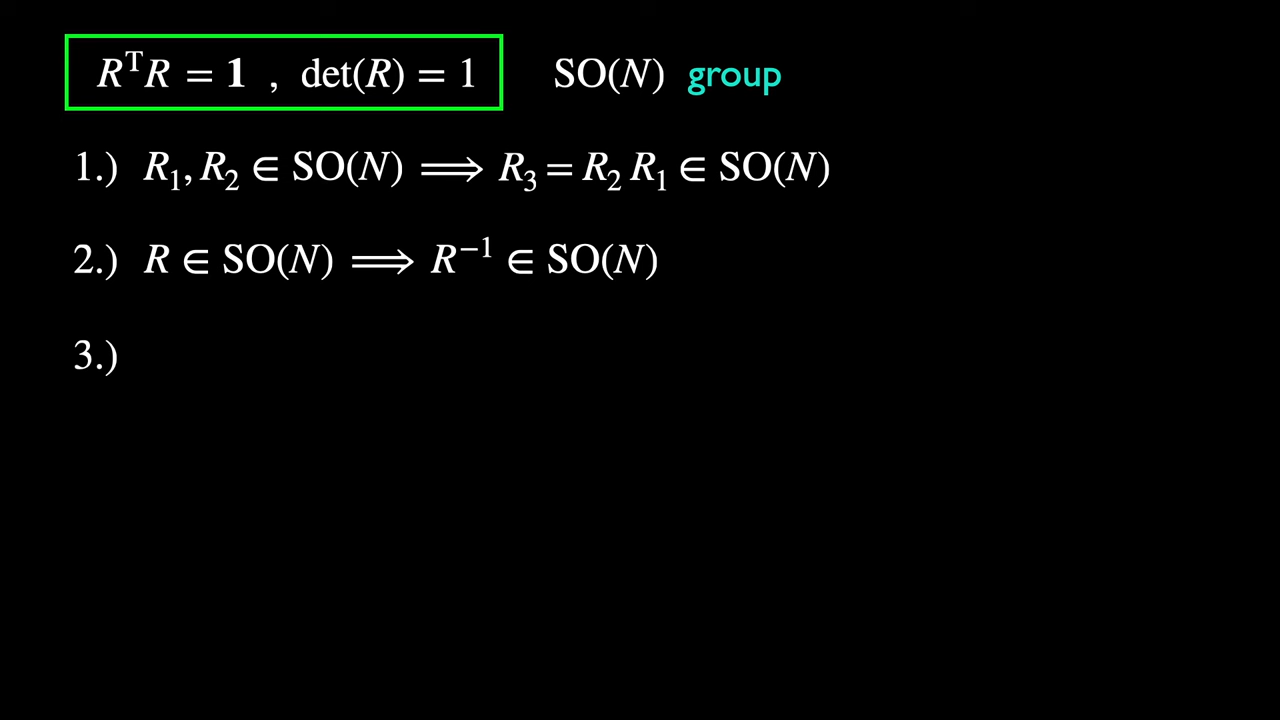 RᵀR = 𝟏 , det(R) = 1 SO(N) group
1.) R₁, R₂ ∈ SO(N) ⟹ R₃ = R₂ R₁ ∈ SO(N)
2.) R ∈ SO(N) ⟹ R⁻¹ ∈ SO(N)
3.)